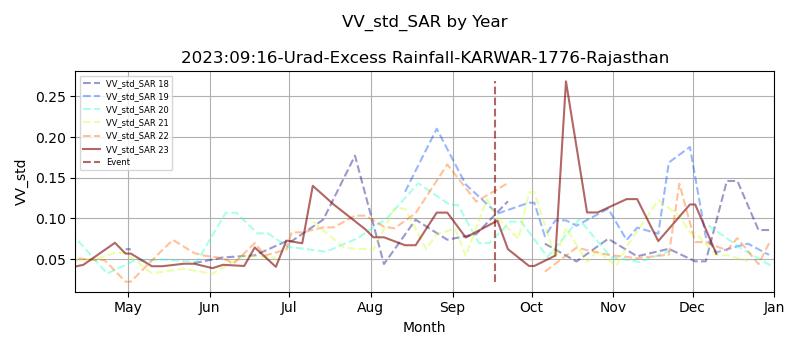 VV_std_SAR by Year
2023:09:16-Urad-Excess Rainfall-KARWAR-1776-Rajasthan
VV_std
0.25
0.20
0.15
0.10
0.05
VV_std_SAR 18
VV_std_SAR 19
VV_std_SAR 20
VV_std_SAR 21
VV_std_SAR 22
VV_std_SAR 23
Event
May Jun Jul Aug Sep Oct Nov Dec Jan
Month